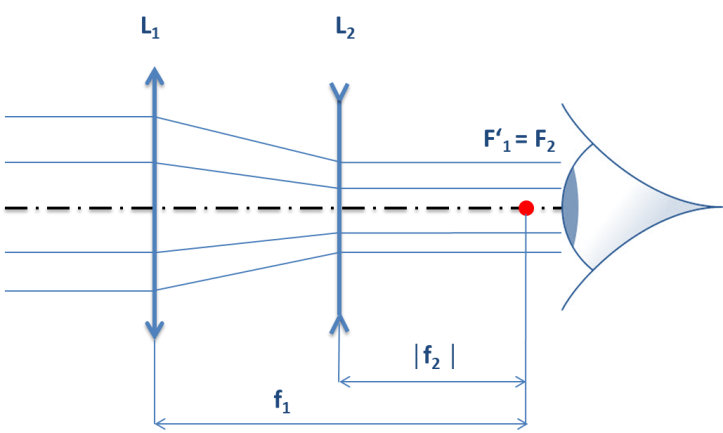 L₁
L₂
F‘₁ = F₂
|f₂ |
f₁